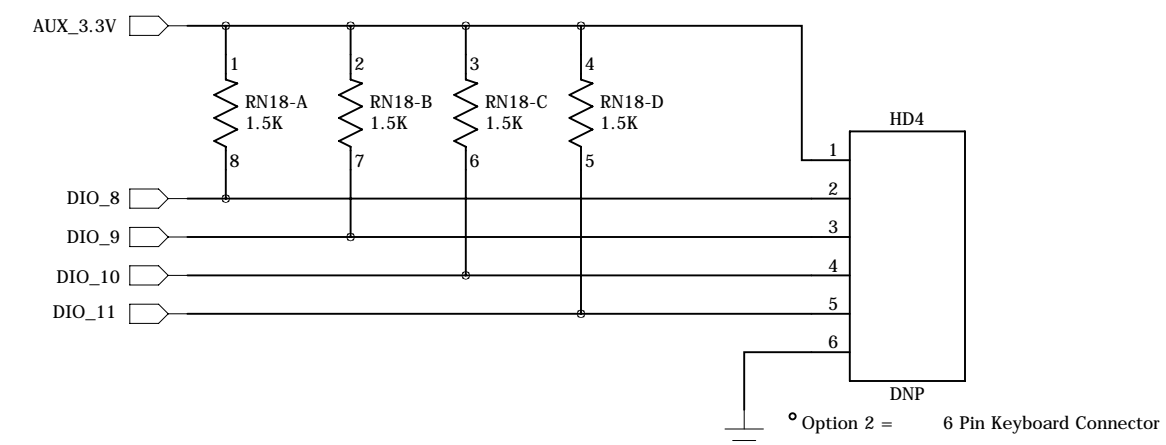 AUX_3.3V
1
2
3
4
RN18-A
1.5K
RN18-B
1.5K
RN18-C
1.5K
RN18-D
1.5K
8
7
6
5
HD4
1
DIO_8
2
DIO_9
3
DIO_10
4
DIO_11
5
6
DNP
° Option 2 = 6 Pin Keyboard Connector